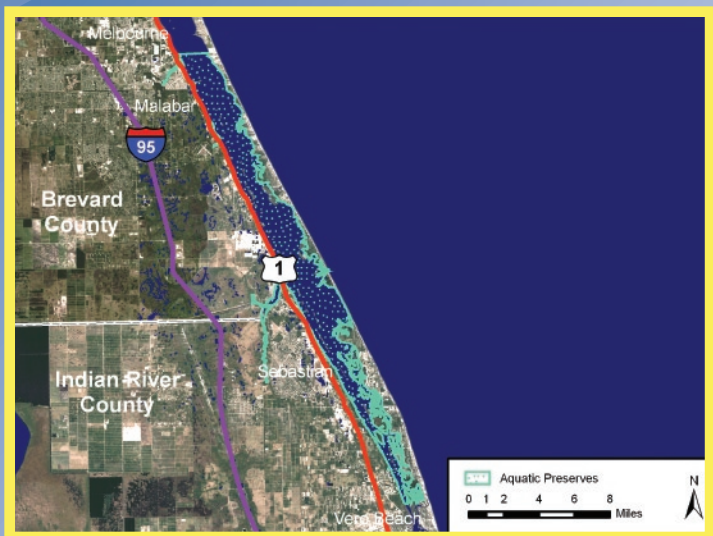 Melbourne
Malabar
95
Brevard
County
1
Sebastian
Indian River
County
Aquatic Preserves
0 1 2 4 6 8
Miles
N
Vero Beach